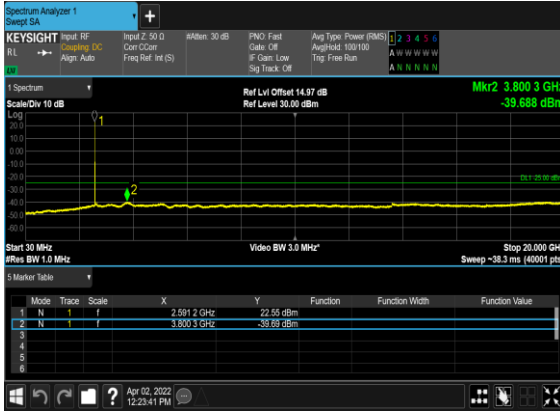 Spectrum Analyzer 1
Swept SA
+
KEYSIGHT Input: RF Input Z: 50 Ω #Atten: 30 dB PNO: Fast Avg Type: Power (RMS) 1 2 3 4 5 6
RL Coupling: DC Corr CCorr Gate: Off Avg|Hold: 100/100 A W W W W W
Align: Auto Freq Ref: Int (S) IF Gain: Low Trig: Free Run
Sig Track: Off A N N N N N
1 Spectrum Ref Lvl Offset 14.97 dB Mkr2 3.800 3 GHz
Scale/Div 10 dB Ref Level 30.00 dBm -39.688 dBm
Log
1
20.0
10.0
0.00
-10.0
-20.0 DL1 -25.00 dBm
-30.0 2
-40.0
-50.0
-60.0
Start 30 MHz Video BW 3.0 MHz* Stop 20.000 GH
#Res BW 1.0 MHz Sweep ~38.3 ms (40001 pts
5 Marker Table
Mode Trace Scale X Y Function Function Width Function Value
1 N 1 f 2.591 2 GHz 22.55 dBm
2 N 1 f 3.800 3 GHz -39.69 dBm
3
4
5
6
? Apr 02, 2022
12:23:41 PM